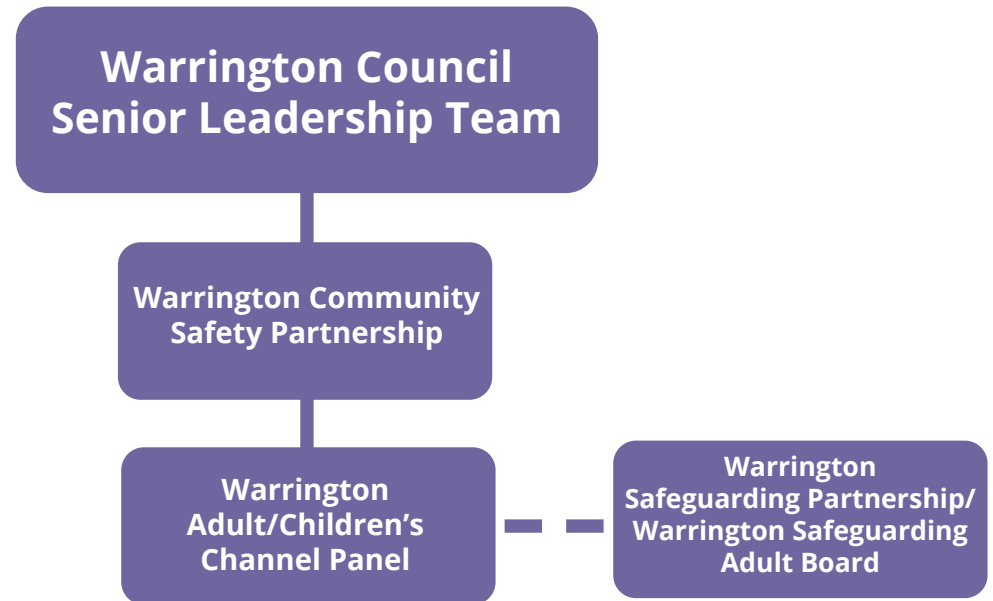 Warrington Council
Senior Leadership Team
Warrington Community
Safety Partnership
Warrington
Adult/Children’s
Channel Panel
Warrington
Safeguarding Partnership/
Warrington Safeguarding
Adult Board